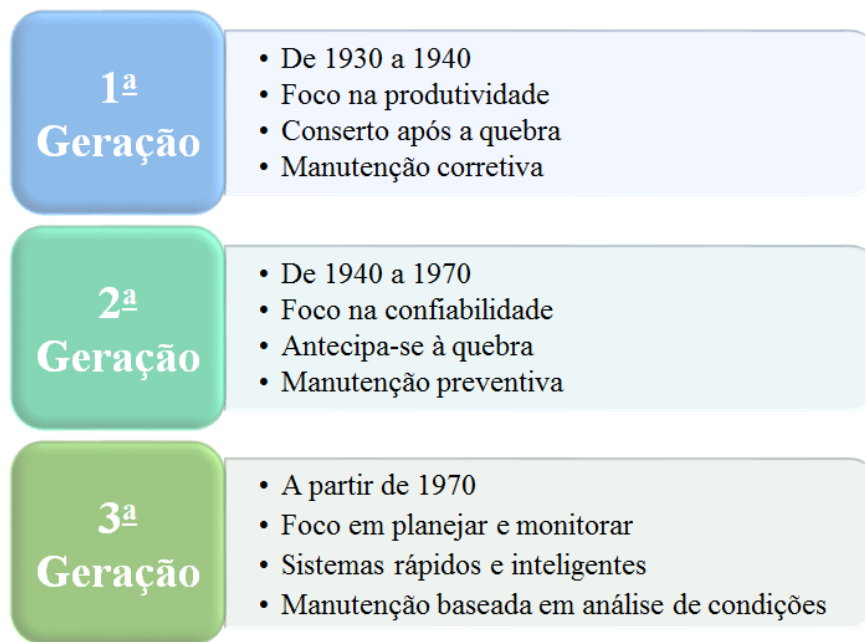 1ª
Geração
• De 1930 a 1940
• Foco na produtividade
• Conserto após a quebra
• Manutenção corretiva
2ª
Geração
• De 1940 a 1970
• Foco na confiabilidade
• Antecipa-se à quebra
• Manutenção preventiva
3ª
Geração
• A partir de 1970
• Foco em planejar e monitorar
• Sistemas rápidos e inteligentes
• Manutenção baseada em análise de condições